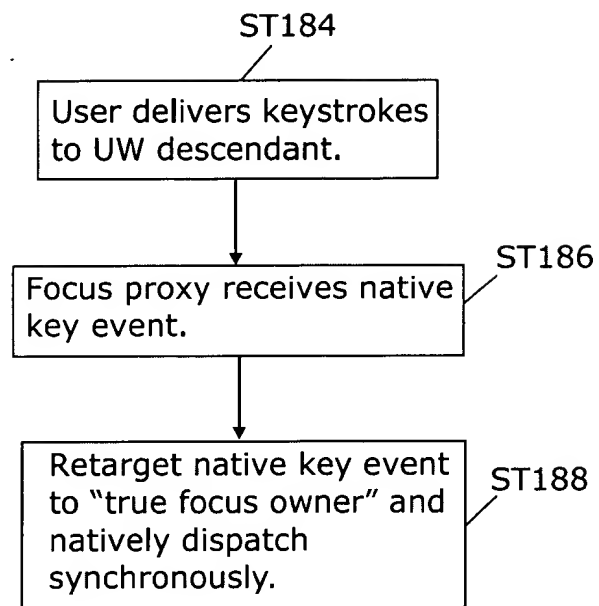 ST184
User delivers keystrokes
to UW descendant.
ST186
Focus proxy receives native
key event.
Retarget native key event
to “true focus owner” and
natively dispatch
synchronously.
ST188